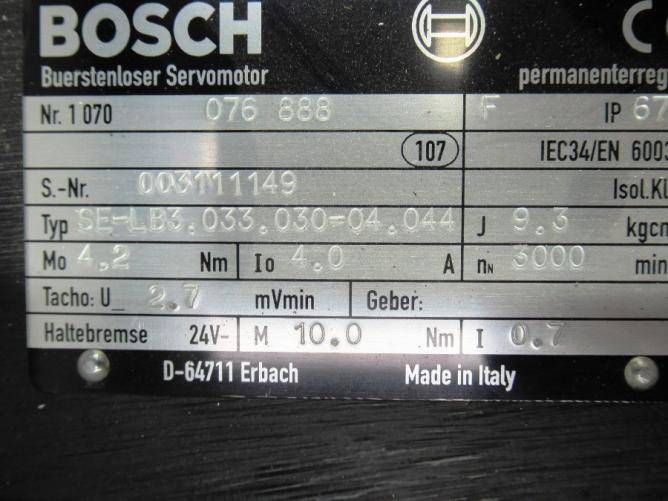 BOSCH
Buerstenloser Servomotor permanenterreg
Nr. 1 070 076 888 F IP 67
107 IEC34/EN 6003
S.-Nr. 003111149 Isol.Kl
Typ SE-LB3.033.030-04.044 J 9.3 kgcm
Mo 4,2 Nm Io 4.0 A nN 3000 min
Tacho: U_ 2.7 mVmin Geber:
Haltebremse 24V- M 10.0 Nm I 0.7
D-64711 Erbach Made in Italy